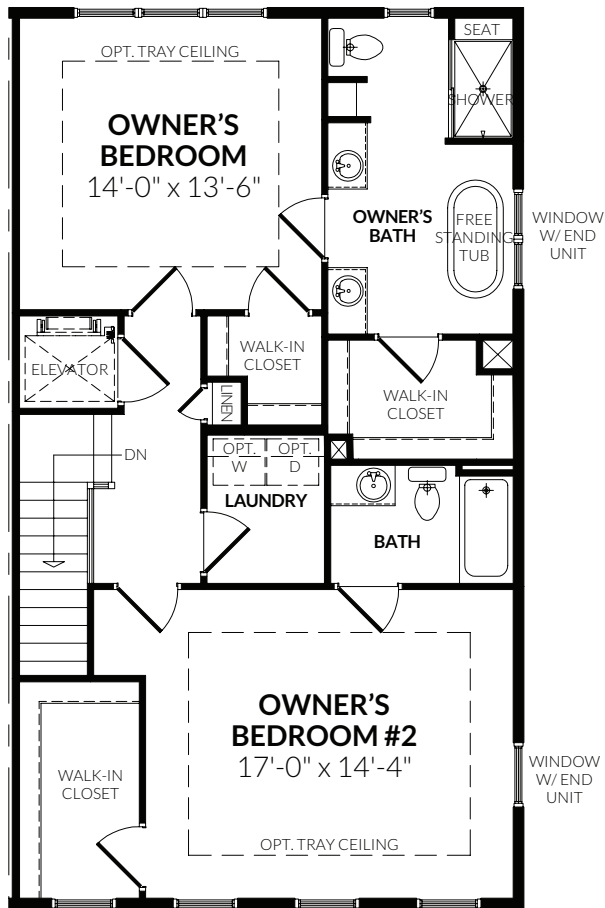 SEAT
OPT. TRAY CEILING
SHOWER
OWNER'S
BEDROOM
14'-0" x 13'-6"
OWNER'S
BATH
FREE
STANDING
TUB
WINDOW
W/ END
UNIT
ELEVATOR
WALK-IN
CLOSET
WALK-IN
CLOSET
LINEN
DN
OPT.
W
OPT.
D
LAUNDRY
BATH
OWNER'S
BEDROOM #2
17'-0" x 14'-4"
WINDOW
W/ END
UNIT
WALK-IN
CLOSET
OPT. TRAY CEILING